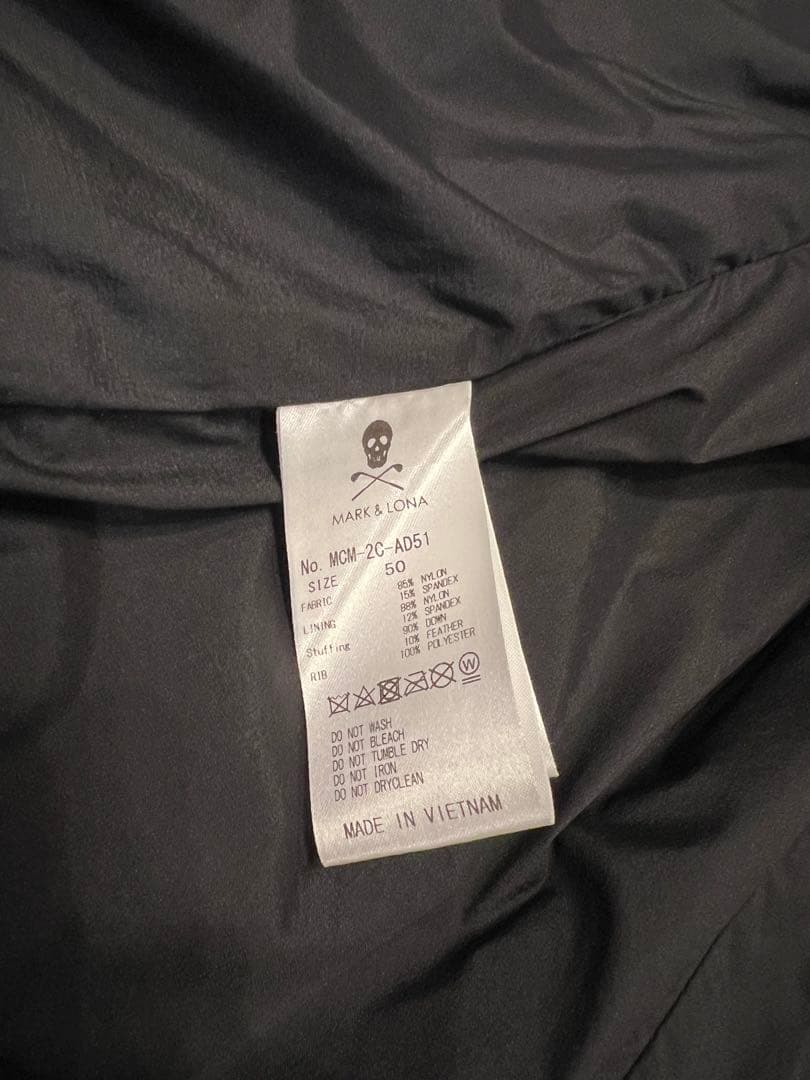 MARK & LONA
No. MCM-2C-AD51
SIZE 50
FABRIC 85% NYLON
15% SPANDEX
LINING 88% NYLON
12% SPANDEX
Stuffing 90% DOWN
10% FEATHER
RIB 100% POLYESTER
W
DO NOT WASH
DO NOT BLEACH
DO NOT TUMBLE DRY
DO NOT IRON
DO NOT DRYCLEAN
MADE IN VIETNAM